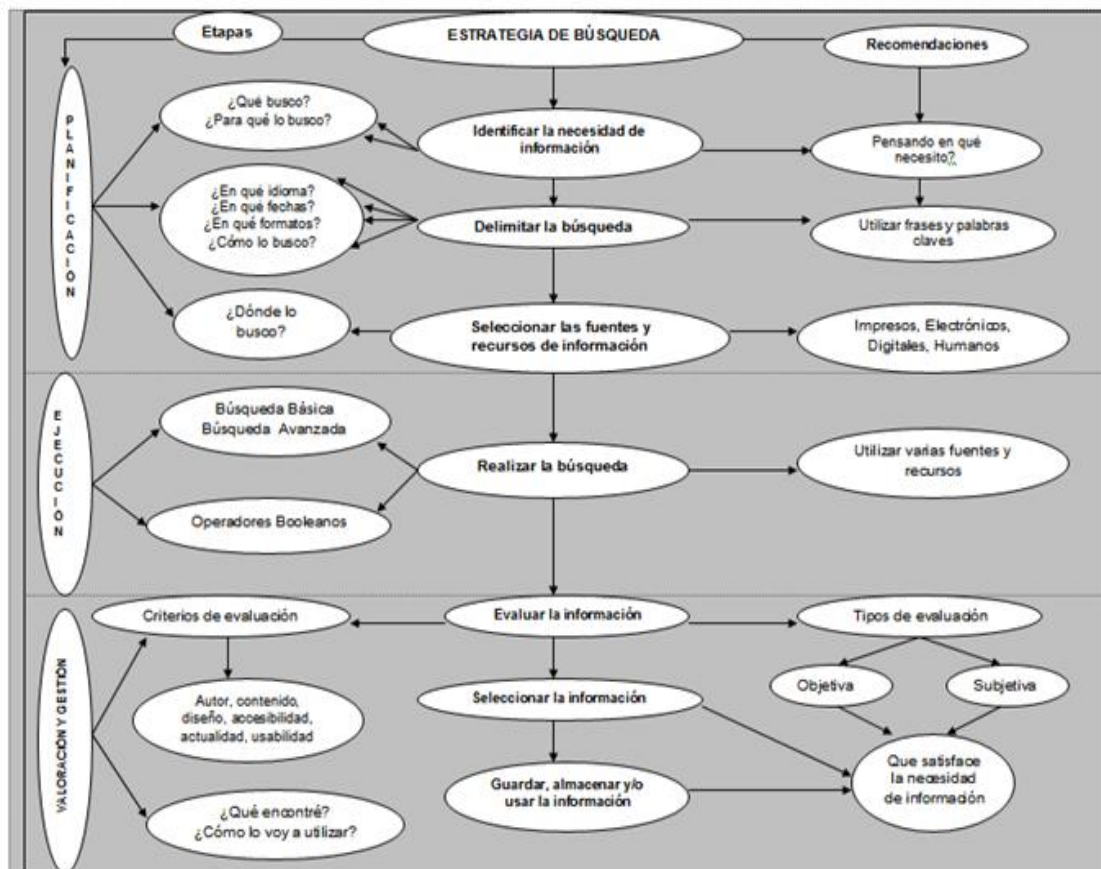 Etapas
ESTRATEGIA DE BÚSQUEDA
Recomendaciones
PLANIFICACIÓN
¿Qué busco?
¿Para qué lo busco?
Identificar la necesidad de
información
Pensando en qué
necesito?
¿En qué idioma?
¿En qué fechas?
¿En qué formatos?
¿Cómo lo busco?
Delimitar la búsqueda
Utilizar frases y palabras
claves
¿Dónde lo
busco?
Seleccionar las fuentes y
recursos de información
Impresos, Electrónicos,
Digitales, Humanos
EJECUCIÓN
Búsqueda Básica
Búsqueda Avanzada
Realizar la búsqueda
Utilizar varias fuentes y
recursos
Operadores Booleanos
VALORACIÓN Y GESTIÓN
Criterios de evaluación
Evaluar la información
Tipos de evaluación
Autor, contenido,
diseño, accesibilidad,
actualidad, usabilidad
Seleccionar la información
Objetiva
Subjetiva
Guardar, almacenar y/o
usar la información
Que satisface
la necesidad
de información
¿Qué encontré?
¿Cómo lo voy a utilizar?